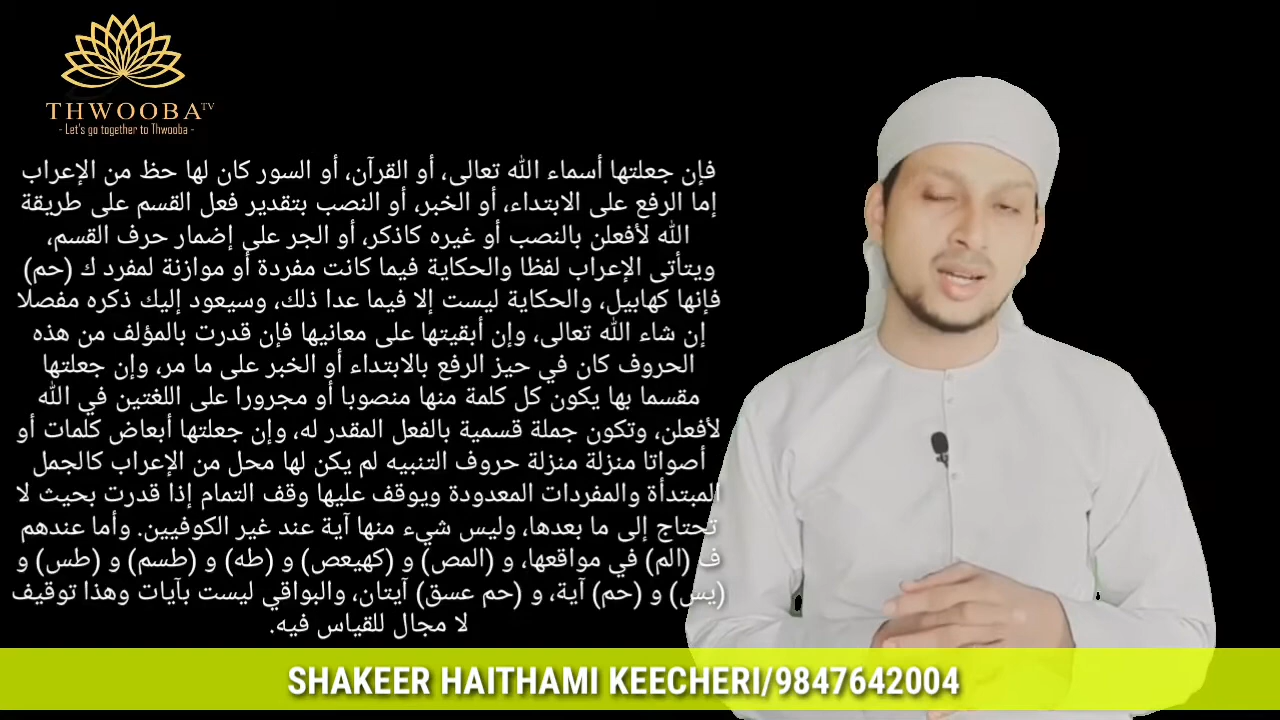 THWOOBA TV
- Let's go together to Thwooba -
فإن جعلتها أسماء الله تعالى، أو القرآن، أو السور كان لها حظ من الإعراب
إما الرفع على الابتداء، أو الخبر، أو النصب بتقدير فعل القسم على طريقة
الله لأفعلن بالنصب أو غيره كاذكر، أو الجر على إضمار حرف القسم،
ويتأتى الإعراب لفظا والحكاية فيما كانت مفردة أو موازنة لمفرد ك (حم)
فإنها كهابيل، والحكاية ليست إلا فيما عدا ذلك، وسيعود إليك ذكره مفصلا
إن شاء الله تعالى، وإن أبقيتها على معانيها فإن قدرت بالمؤلف من هذه
الحروف كان في حيز الرفع بالابتداء أو الخبر على ما مر، وإن جعلتها
مقسما بها يكون كل كلمة منها منصوبا أو مجرورا على اللغتين في الله
لأفعلن، وتكون جملة قسمية بالفعل المقدر له، وإن جعلتها أبعاض كلمات أو
أصواتا منزلة منزلة حروف التنبيه لم يكن لها محل من الإعراب كالجمل
المبتدأة والمفردات المعدودة ويوقف عليها وقف التمام إذا قدرت بحيث لا
تحتاج إلى ما بعدها، وليس شيء منها آية عند غير الكوفيين. وأما عندهم
ف (الم) في مواقعها، و (المص) و (كهيعص) و (طه) و (طسم) و (طس) و
(يس) و (حم) آية، و (حم عسق) آيتان، والبواقي ليست بآيات وهذا توقيف
لا مجال للقياس فيه.
SHAKEER HAITHAMI KEECHERI/9847642004